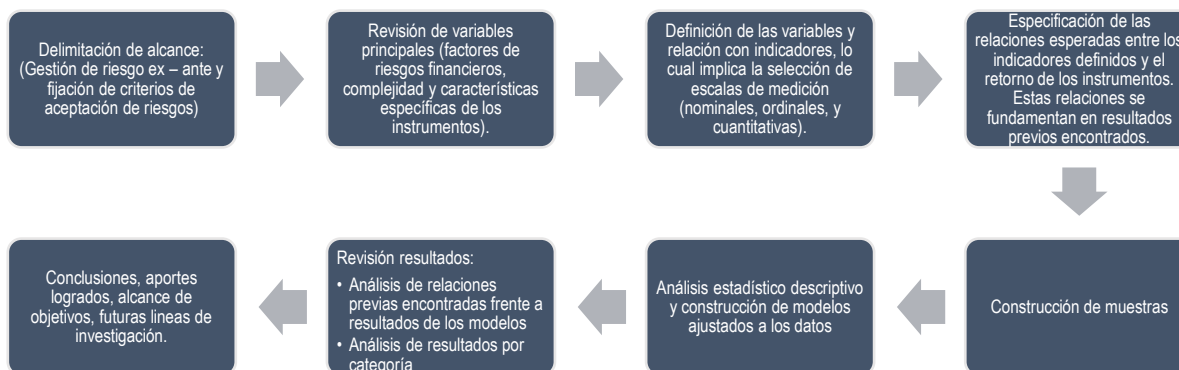 Delimitación de alcance:
(Gestión de riesgo ex – ante y
fijación de criterios de
aceptación de riesgos)
Revisión de variables
principales (factores de
riesgos financieros,
complejidad y características
específicas de los
instrumentos).
Definición de las variables y
relación con indicadores, lo
cual implica la selección de
escalas de medición
(nominales, ordinales, y
cuantitativas).
Especificación de las
relaciones esperadas entre los
indicadores definidos y el
retorno de los instrumentos.
Estas relaciones se
fundamentan en resultados
previos encontrados.
Construcción de muestras
Análisis estadístico descriptivo
y construcción de modelos
ajustados a los datos
Revisión resultados:
• Análisis de relaciones
previas encontradas frente a
resultados de los modelos
• Análisis de resultados por
categoría
Conclusiones, aportes
logrados, alcance de
objetivos, futuras lineas de
investigación.